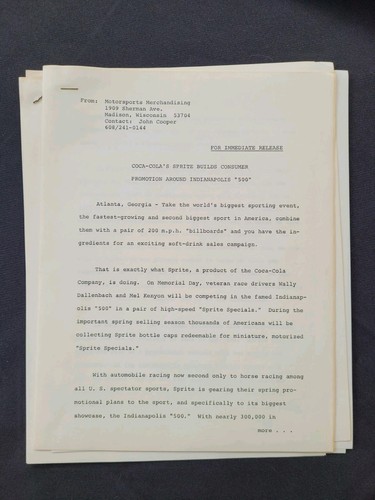 From: Motorsports Merchandising
1909 Sherman Ave.
Madison, Wisconsin 53704
Contact: John Cooper
608/241-0144
FOR IMMEDIATE RELEASE
COCA-COLA'S SPRITE BUILDS CONSUMER
PROMOTION AROUND INDIANAPOLIS "500"
Atlanta, Georgia - Take the world's biggest sporting event,
the fastest-growing and second biggest sport in America, combine
them with a pair of 200 m.p.h. "billboards" and you have the in-
gredients for an exciting soft-drink sales campaign.
That is exactly what Sprite, a product of the Coca-Cola
Company, is doing. On Memorial Day, veteran race drivers Wally
Dallenbach and Mel Kenyon will be competing in the famed Indianap-
olis "500" in a pair of high-speed "Sprite Specials." During the
important spring selling season thousands of Americans will be
collecting Sprite bottle caps redeemable for miniature, motorized
"Sprite Specials."
With automobile racing now second only to horse racing among
all U. S. spectator sports, Sprite is gearing their spring pro-
motional plans to the sport, and specifically to its biggest
showcase, the Indianapolis "500." With nearly 300,000 in
more . . .